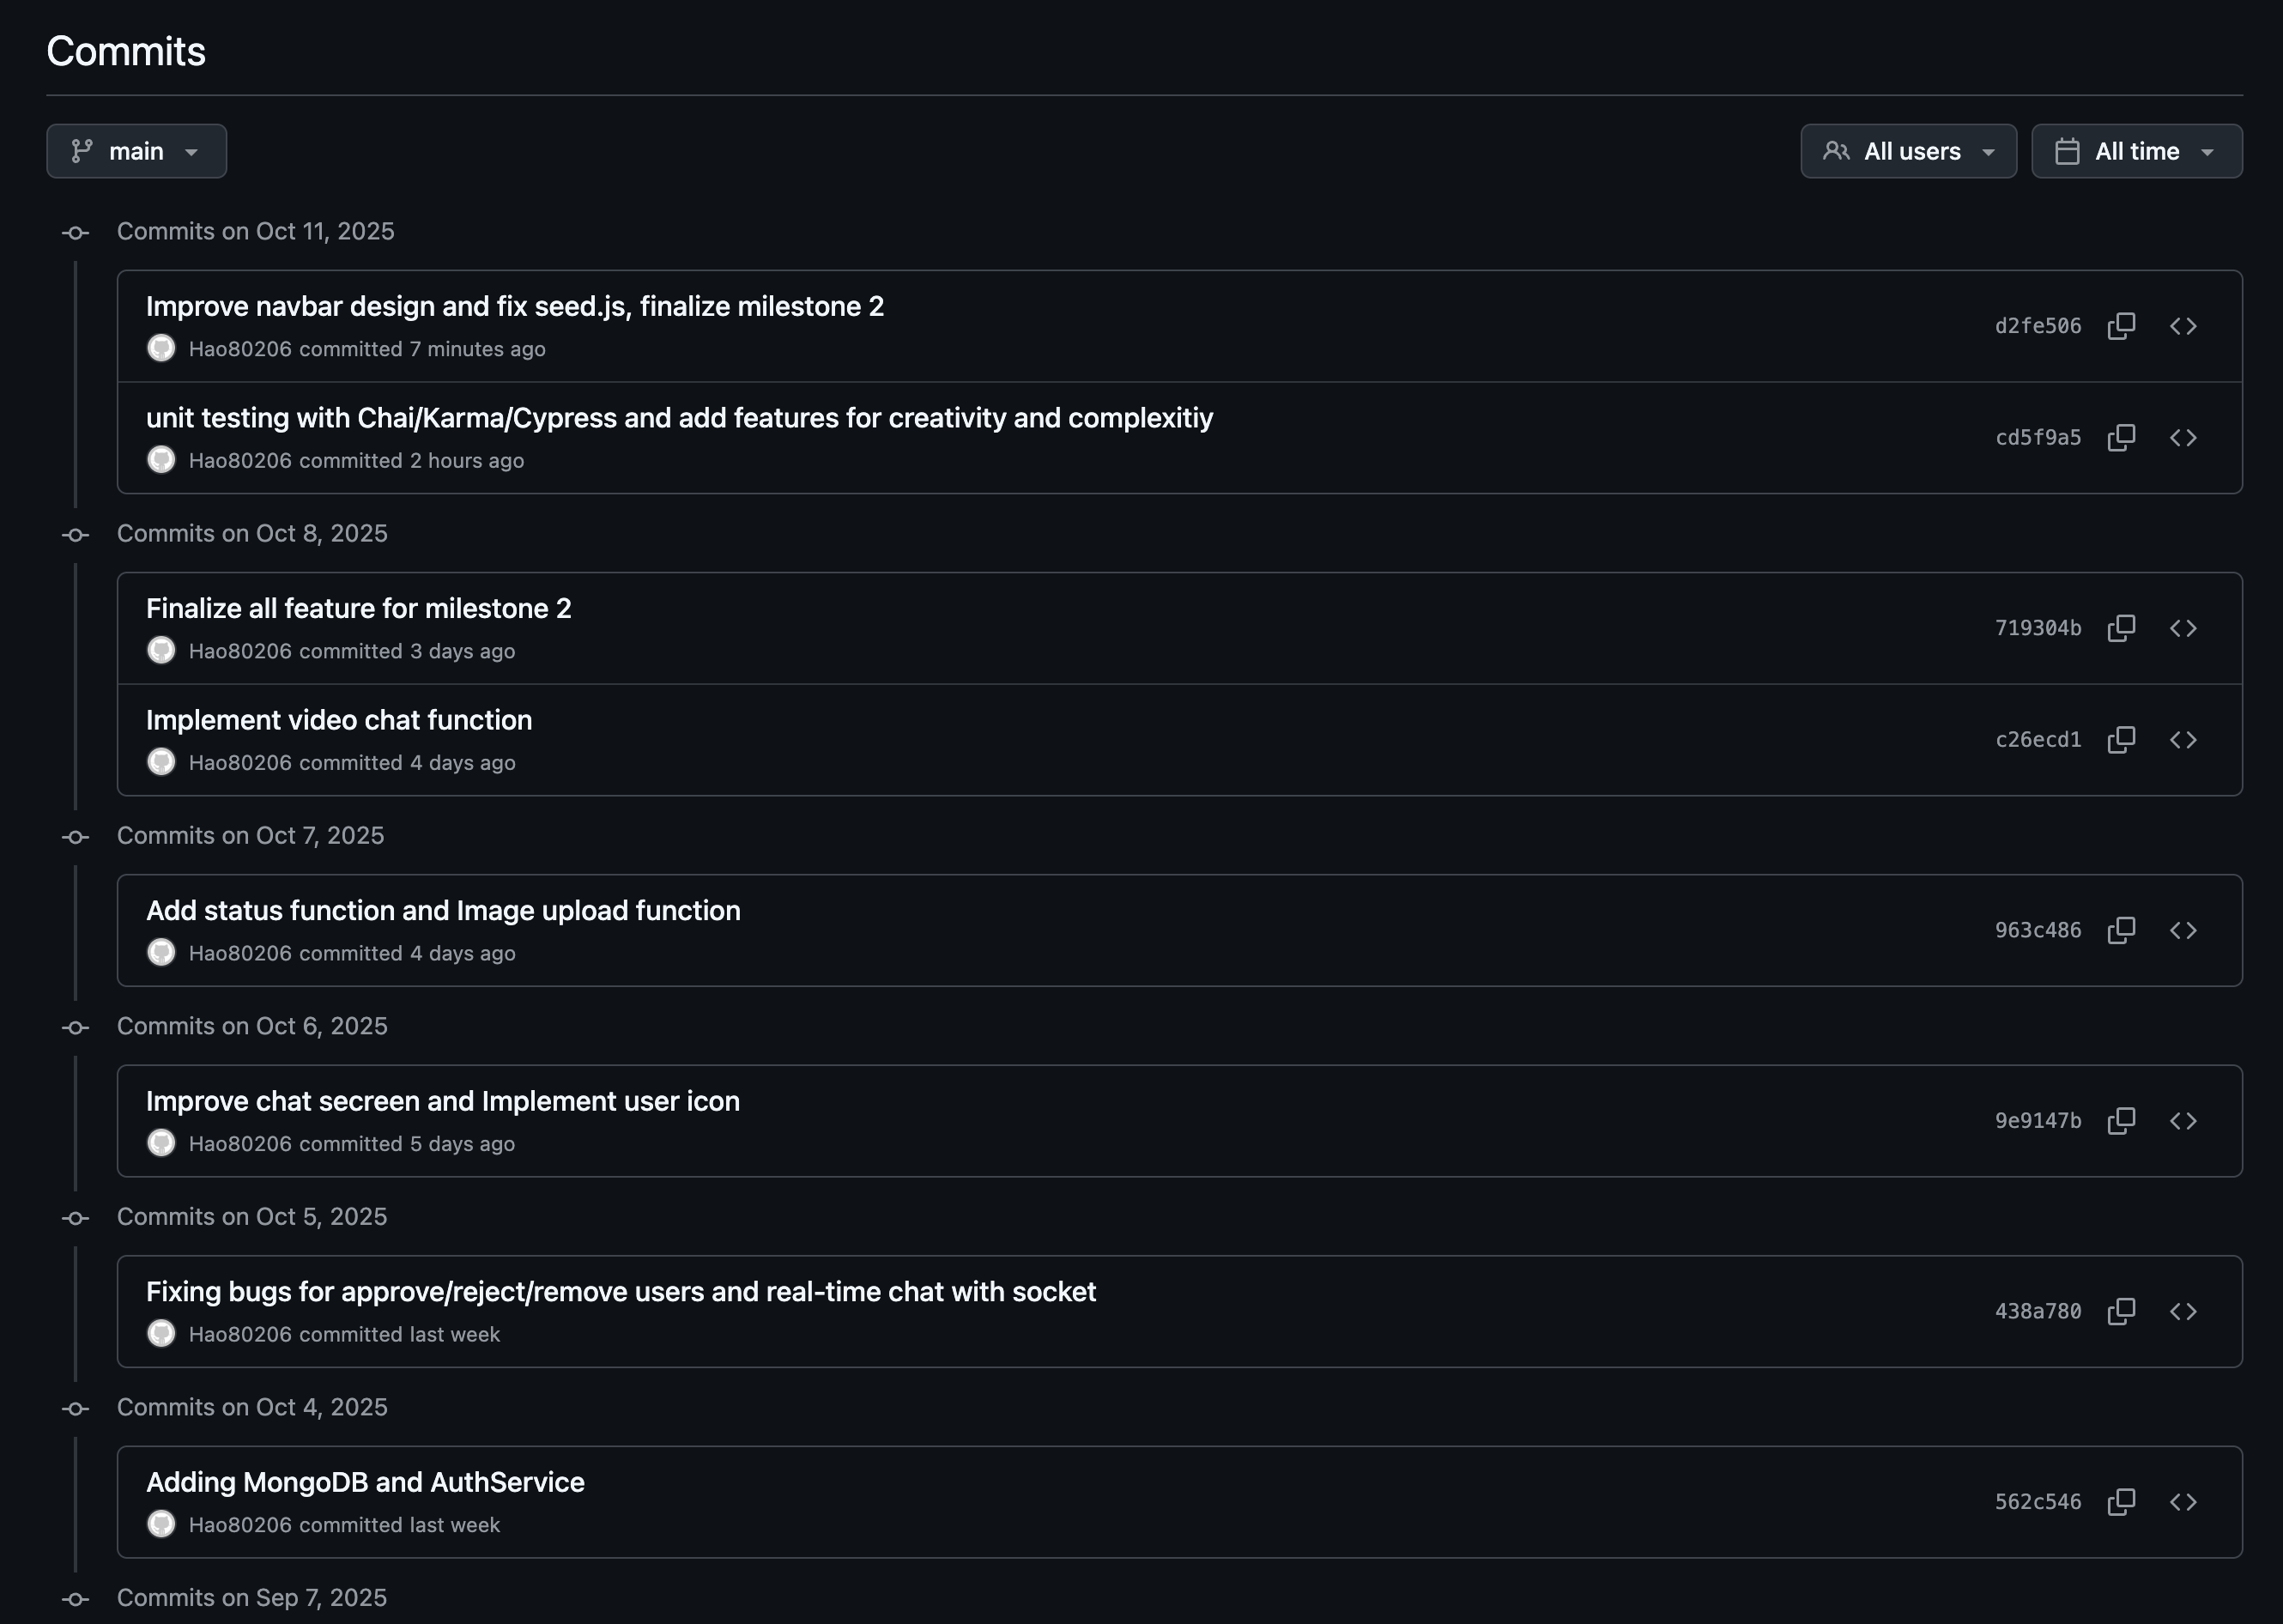 Commits
main
All users
All time
Commits on Oct 11, 2025
Improve navbar design and fix seed.js, finalize milestone 2
Hao80206 committed 7 minutes ago
d2fe506
unit testing with Chai/Karma/Cypress and add features for creativity and complexitiy
Hao80206 committed 2 hours ago
cd5f9a5
Commits on Oct 8, 2025
Finalize all feature for milestone 2
Hao80206 committed 3 days ago
719304b
Implement video chat function
Hao80206 committed 4 days ago
c26ecd1
Commits on Oct 7, 2025
Add status function and Image upload function
Hao80206 committed 4 days ago
963c486
Commits on Oct 6, 2025
Improve chat secreen and Implement user icon
Hao80206 committed 5 days ago
9e9147b
Commits on Oct 5, 2025
Fixing bugs for approve/reject/remove users and real-time chat with socket
Hao80206 committed last week
438a780
Commits on Oct 4, 2025
Adding MongoDB and AuthService
Hao80206 committed last week
562c546
Commits on Sep 7, 2025